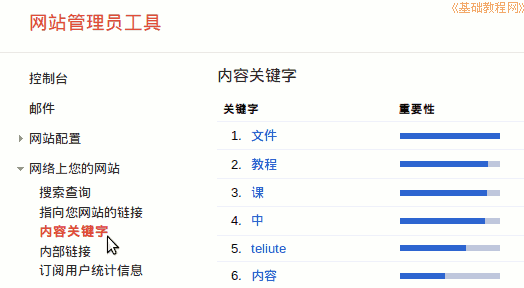 《基础教程网》
网站管理员工具
控制台
邮件
网站配置
网络上您的网站
搜索查询
指向您网站的链接
内容关键字
内部链接
订阅用户统计信息
内容关键字
关键字 重要性
1. 文件
2. 教程
3. 课
4. 中
5. teliute
6. 内容